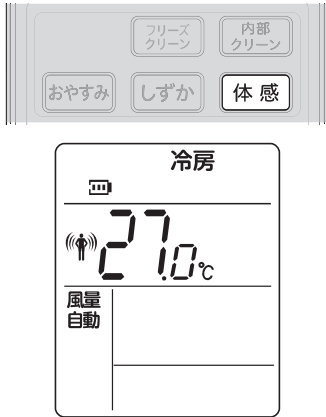 フリーズ
クリーン
内部
クリーン
おやすみ
しずか
体感
冷房
27.0℃
風量
自動